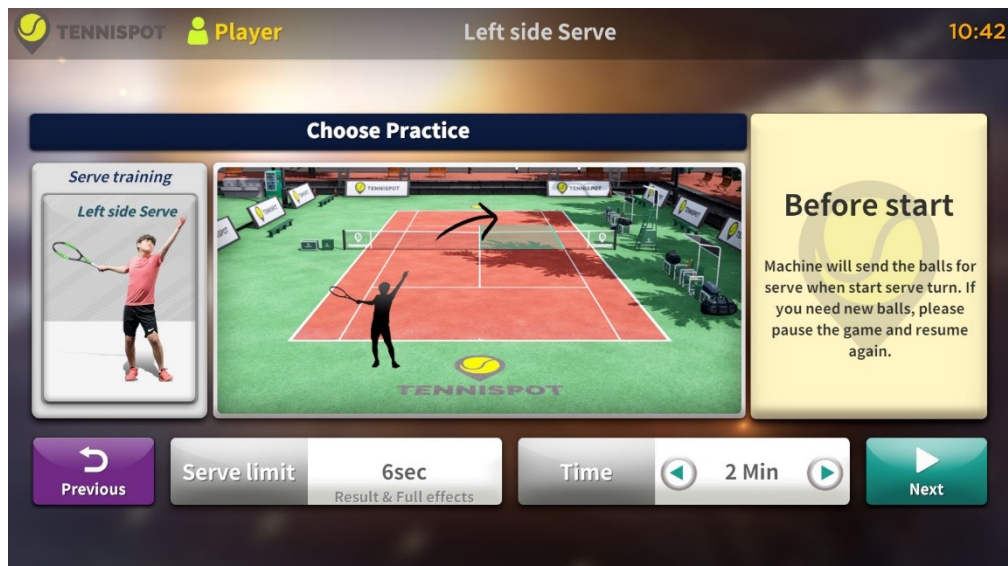 TENNISPOT
Player
Left side Serve
10:42
Choose Practice
Serve training
Left side Serve
TENNISPOT
TENNISPOT
TENNISPOT
Before start
Machine will send the balls for
serve when start serve turn. If
you need new balls, please
pause the game and resume
again.
Previous
Serve limit
6sec
Result & Full effects
Time
2 Min
Next